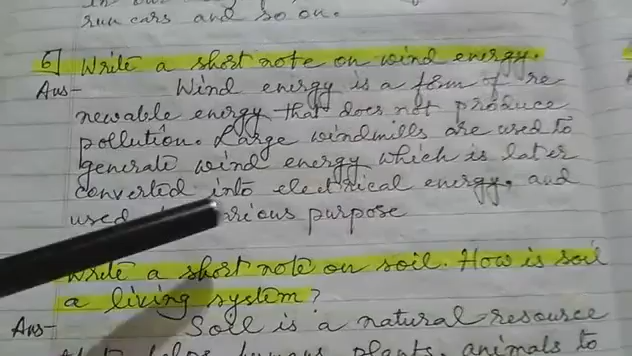 run cars and so on.
6] Write a short note on wind energy.
Ans- Wind energy is a form of re
newable energy that does not produce
pollution. Large windmills are used to
generate wind energy which is later
converted into electrical energy, and
used purpose
Write a short note on soil. How is soil
a living system?
Ans- Soil is a natural resource
plants, animals to